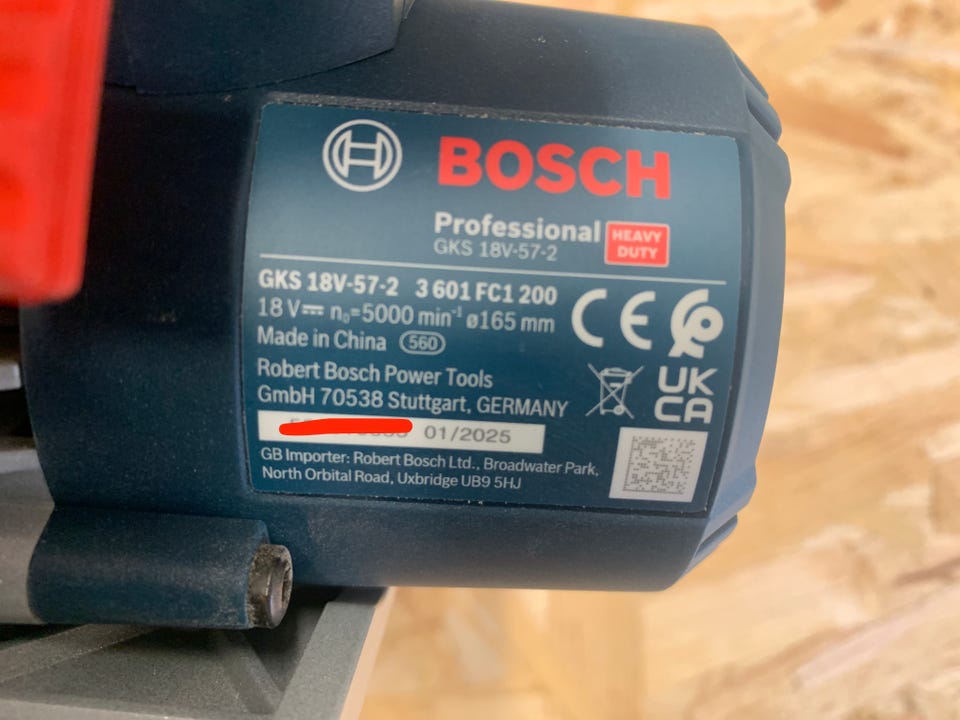 BOSCH
Professional HEAVY DUTY
GKS 18V-57-2
GKS 18V-57-2 3 601 FC1 200
18 V⎓ n₀=5000 min⁻¹ ø165 mm
Made in China 560
Robert Bosch Power Tools
GmbH 70538 Stuttgart, GERMANY
01/2025
GB Importer: Robert Bosch Ltd., Broadwater Park,
North Orbital Road, Uxbridge UB9 5HJ
CE
UK
CA